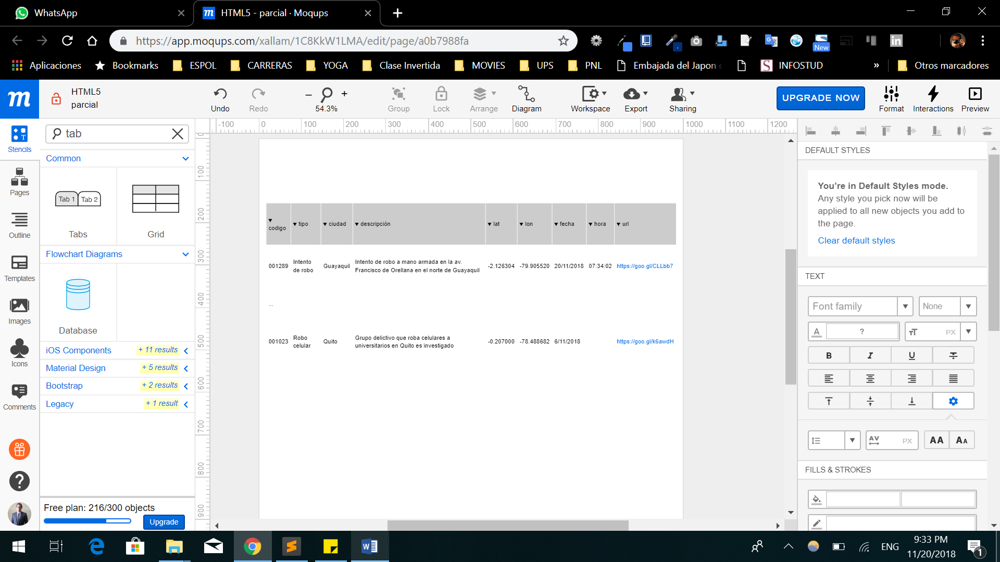 WhatsApp
HTML5 - parcial · Moqups
https://app.moqups.com/xallam/1C8KkW1LMA/edit/page/a0b7988fa
New
Aplicaciones
Bookmarks
ESPOL
CARRERAS
YOGA
Clase Invertida
MOVIES
UPS
PNL
Embajada del Japon e
INFOSTUD
»
Otros marcadores
HTML5
parcial
Undo
Redo
54.3%
Group
Lock
Arrange
Diagram
Workspace
Export
Sharing
UPGRADE NOW
Format
Interactions
Preview
Stencils
Pages
Outline
Templates
Images
Icons
Comments
tab
Common
Tab 1
Tab 2
Tabs
Grid
Flowchart Diagrams
Database
iOS Components
+ 11 results
Material Design
+ 5 results
Bootstrap
+ 2 results
Legacy
+ 1 result
Free plan: 216/300 objects
Upgrade
-100 0 100 200 300 400 500 600 700 800 900 1000 1100 1200
0 100 200 300 400 500 600 700 800 900
▼ codigo ▼ tipo ▼ ciudad ▼ descripción ▼ lat ▼ lon ▼ fecha ▼ hora ▼ url
001289
Intento
de robo
Guayaquil
Intento de robo a mano armada en la av.
Francisco de Orellana en el norte de Guayaquil
-2.126304 -79.905520 20/11/2018 07:34:02 https://goo.gl/CLLbb7
...
001023
Robo
celular
Quito
Grupo delictivo que roba celulares a
universitarios en Quito es investigado
-0.207000 -78.488682 6/11/2018 https://goo.gl/k6awdH
DEFAULT STYLES
You're in Default Styles mode.
Any style you pick now will be
applied to all new objects you add to
the page.
Clear default styles
TEXT
Font family
None
A ? TT PX
B I U
AV PX AA AA
FILLS & STROKES
ENG
9:33 PM
11/20/2018
1